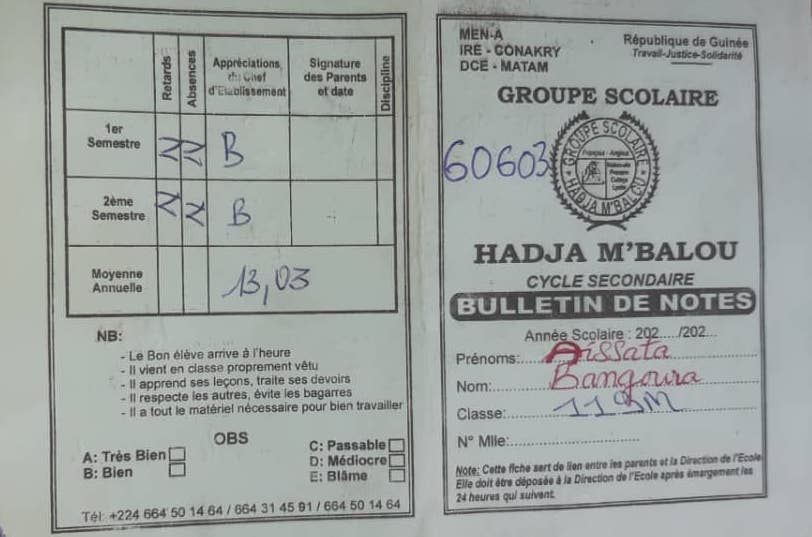 Retards
Absences
Appréciations du Chef d'Etablissement
Signature des Parents et date
Discipline
1er Semestre
B
2ème Semestre
B
Moyenne Annuelle
13,03
NB:
- Le Bon élève arrive à l'heure
- Il vient en classe proprement vêtu
- Il apprend ses leçons, traite ses devoirs
- Il respecte les autres, évite les bagarres
- Il a tout le matériel nécessaire pour bien travailler
OBS
A: Très Bien
B: Bien
C: Passable
D: Médiocre
E: Blâme
Tél: +224 664 50 14 64 / 664 31 45 91 / 664 50 14 64
MEN-A
IRE - CONAKRY
DCE - MATAM
République de Guinée
Travail-Justice-Solidarité
GROUPE SCOLAIRE
60603
GROUPE SCOLAIRE
HADJA M'BALOU
HADJA M'BALOU
CYCLE SECONDAIRE
BULLETIN DE NOTES
Année Scolaire : 202...../202...
Prénoms: Aissata
Nom: Bangoura
Classe: 11SM
N° Mlle:
Note: Cette fiche sert de lien entre les parents et la Direction de l'Ecole
Elle doit être déposée à la Direction de l'Ecole après émargement les
24 heures qui suivent.